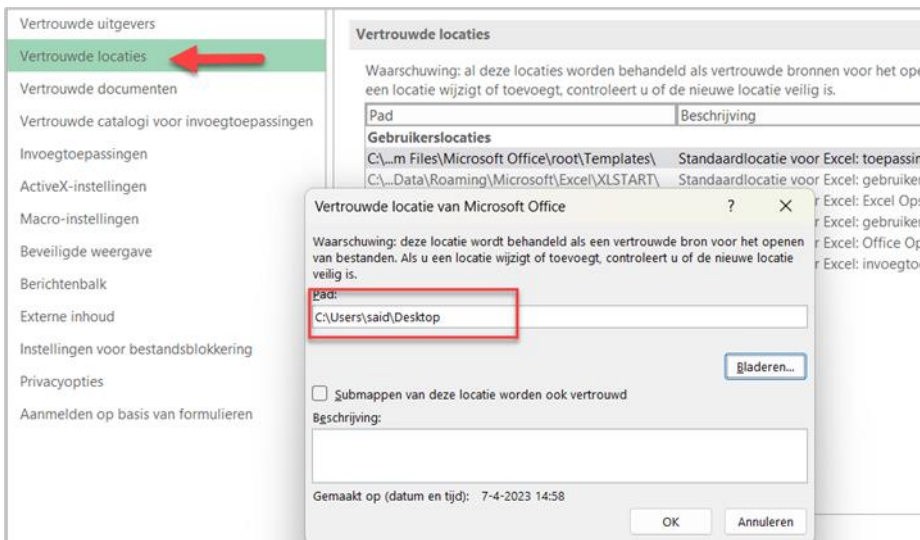 Vertrouwde uitgevers
Vertrouwde locaties
Vertrouwde documenten
Vertrouwde catalogi voor invoegtoepassingen
Invoegtoepassingen
ActiveX-instellingen
Macro-instellingen
Beveiligde weergave
Berichtenbalk
Externe inhoud
Instellingen voor bestandsblokkering
Privacyopties
Aanmelden op basis van formulieren
Vertrouwde locaties
Waarschuwing: al deze locaties worden behandeld als vertrouwde bronnen voor het ope
een locatie wijzigt of toevoegt, controleert u of de nieuwe locatie veilig is.
Pad Beschrijving
Gebruikerslocaties
C:\...m Files\Microsoft Office\root\Templates\ Standaardlocatie voor Excel: toepassin
C:\...Data\Roaming\Microsoft\Excel\XLSTART\ Standaardlocatie voor Excel: gebruiker
r Excel: Excel Ops
r Excel: gebruiker
r Excel: Office Op
r Excel: invoegto
Vertrouwde locatie van Microsoft Office ? X
Waarschuwing: deze locatie wordt behandeld als een vertrouwde bron voor het openen
van bestanden. Als u een locatie wijzigt of toevoegt, controleert u of de nieuwe locatie
veilig is.
Pad:
C:\Users\said\Desktop
Bladeren...
Submappen van deze locatie worden ook vertrouwd
Beschrijving:
Gemaakt op (datum en tijd): 7-4-2023 14:58
OK Annuleren